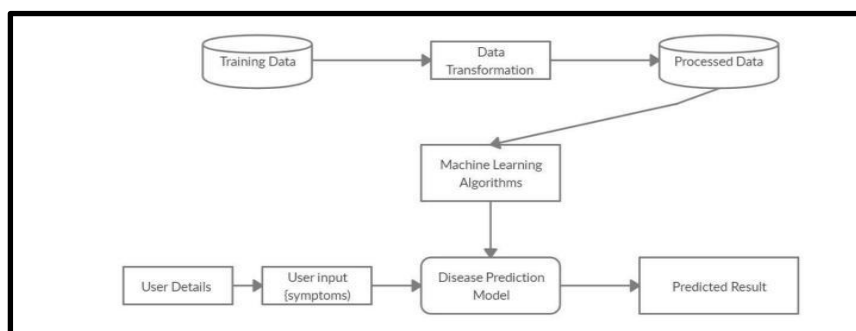 Training Data
Data
Transformation
Processed Data
Machine Learning
Algorithms
User Details
User input
{symptoms)
Disease Prediction
Model
Predicted Result